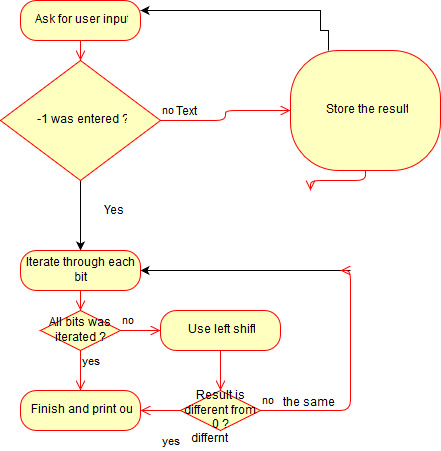 Ask for user input
-1 was entered ?
no Text
Store the result
Yes
Iterate through each
bit
All bits was
iterated ?
no
Use left shift
yes
Finish and print ou
Result is
different from
0 ?
no the same
yes
differnt